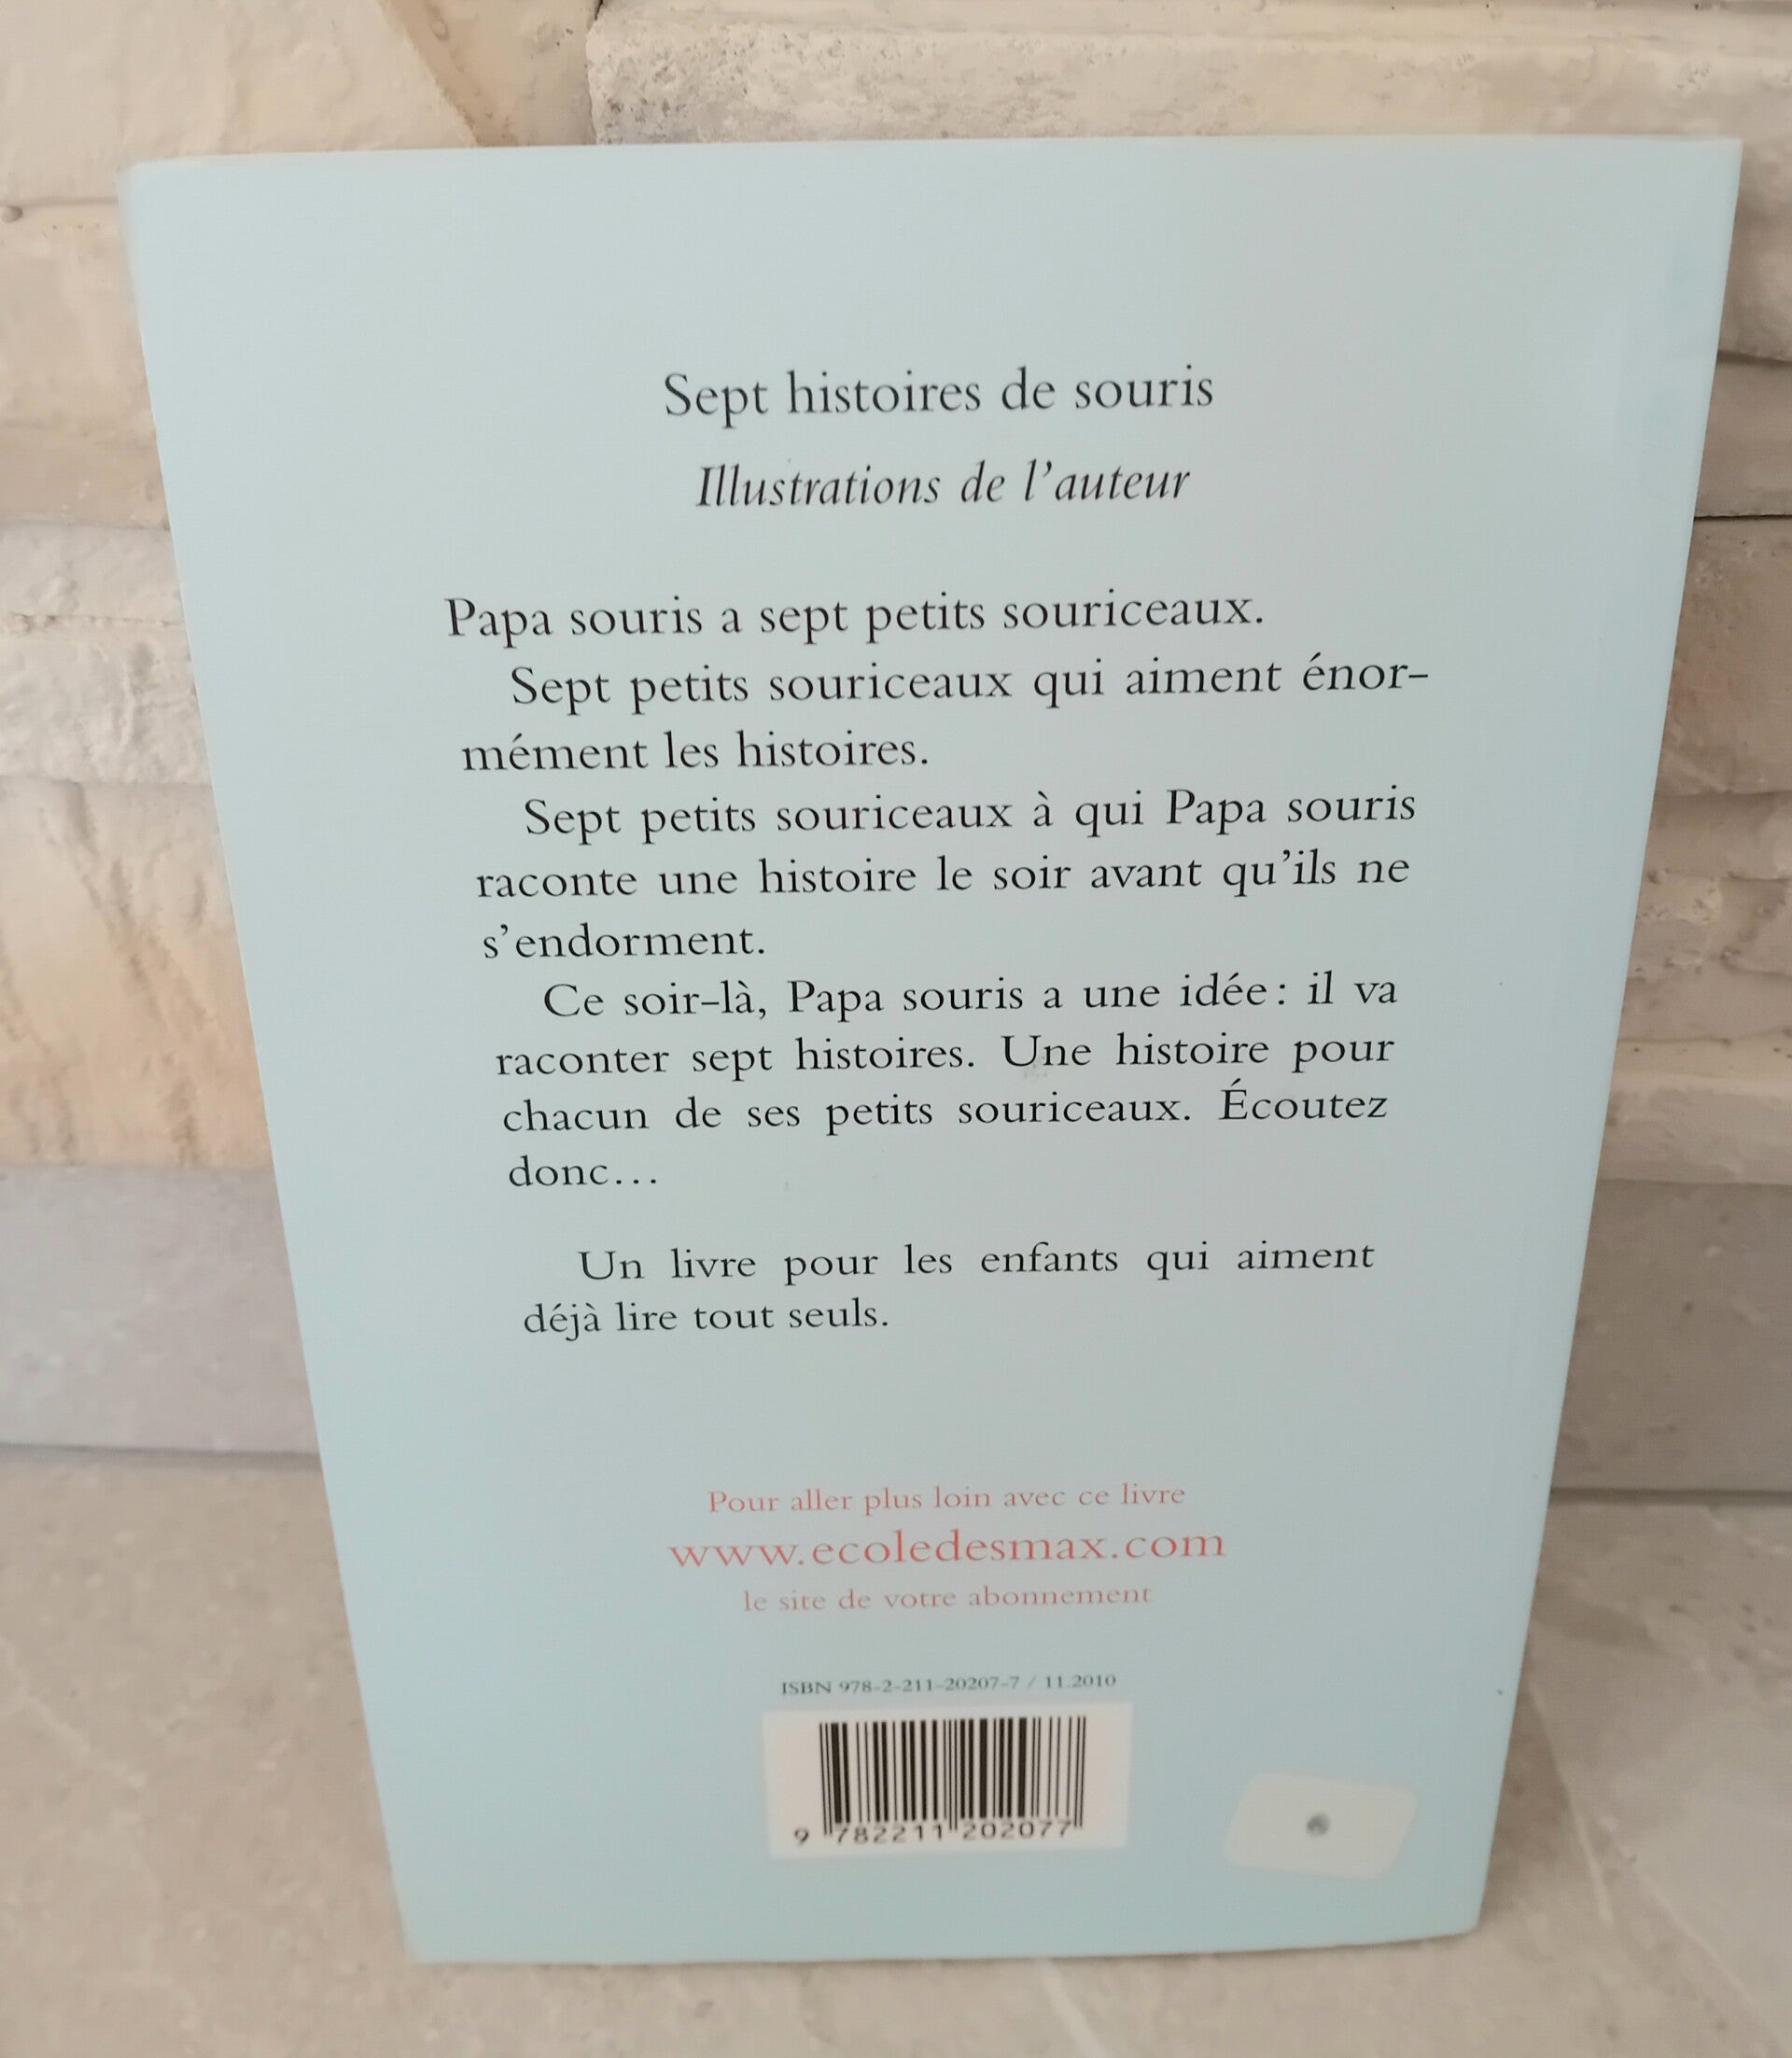 Sept histoires de souris
Illustrations de l'auteur
Papa souris a sept petits souriceaux.
Sept petits souriceaux qui aiment énor-
mément les histoires.
Sept petits souriceaux à qui Papa souris
raconte une histoire le soir avant qu'ils ne
s'endorment.
Ce soir-là, Papa souris a une idée : il va
raconter sept histoires. Une histoire pour
chacun de ses petits souriceaux. Écoutez
donc...
Un livre pour les enfants qui aiment
déjà lire tout seuls.
Pour aller plus loin avec ce livre
www.ecoledesmax.com
le site de votre abonnement
ISBN 978-2-211-20207-7 / 11.2010
9 782211 202077